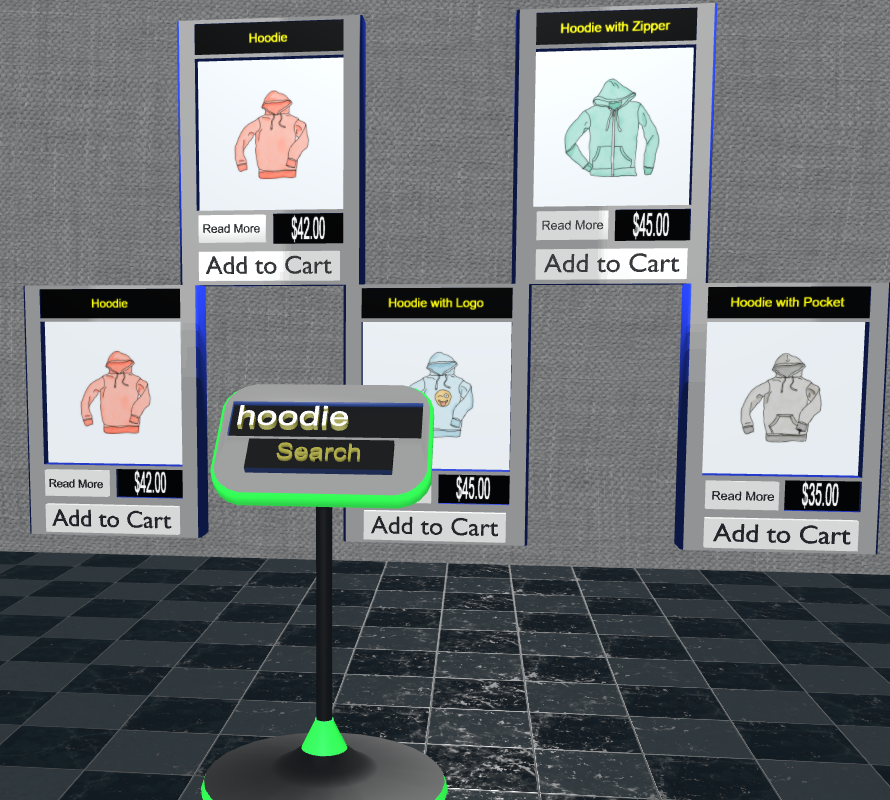 Hoodie
Read More
$42.00
Add to Cart
Hoodie with Zipper
Read More
$45.00
Add to Cart
Hoodie
Read More
$42.00
Add to Cart
Hoodie with Logo
$45.00
Add to Cart
Hoodie with Pocket
Read More
$35.00
Add to Cart
hoodie
Search